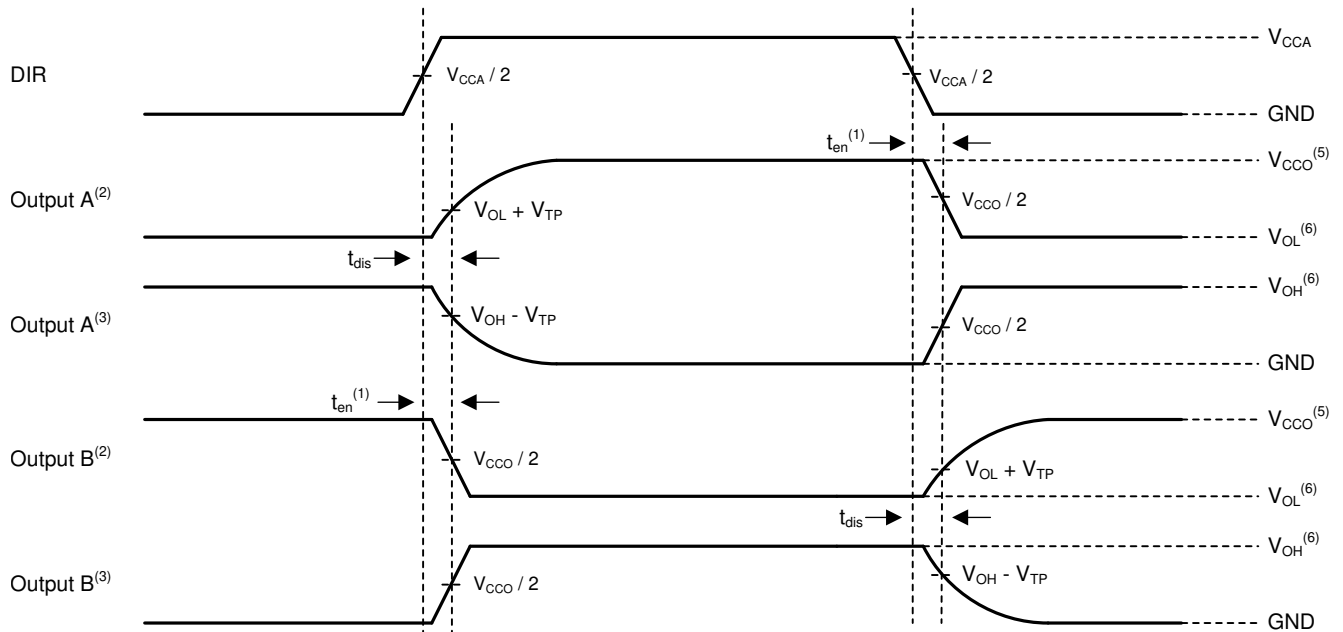 V_CCA
DIR
V_CCA / 2
V_CCA / 2
GND
t_en^(1)
V_CCO^(5)
Output A^(2)
V_OL + V_TP
V_CCO / 2
V_OL^(6)
t_dis
V_OH^(6)
Output A^(3)
V_OH - V_TP
V_CCO / 2
GND
t_en^(1)
V_CCO^(5)
Output B^(2)
V_CCO / 2
V_OL + V_TP
V_OL^(6)
t_dis
V_OH^(6)
Output B^(3)
V_CCO / 2
V_OH - V_TP
GND